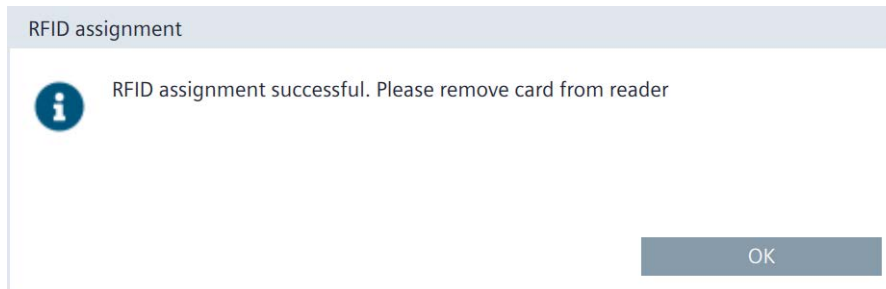 RFID assignment
RFID assignment successful. Please remove card from reader
OK